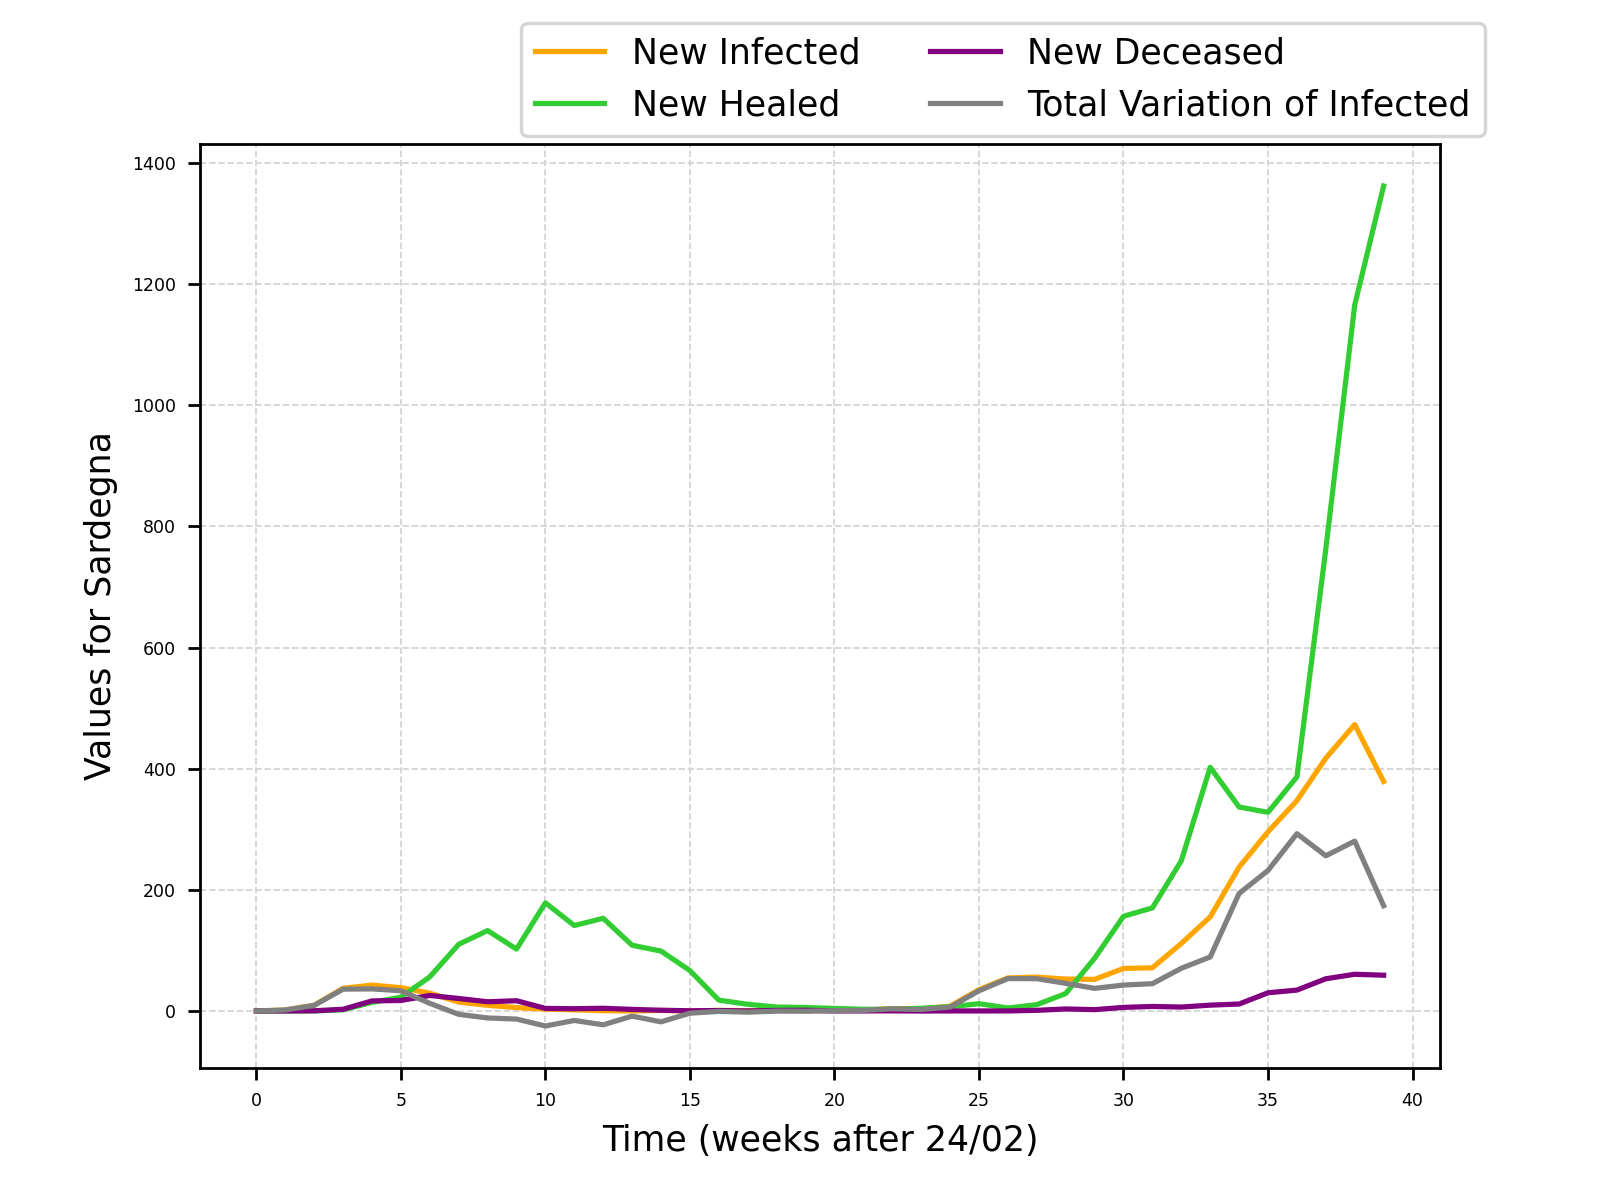 New Infected
New Healed
New Deceased
Total Variation of Infected
Values for Sardegna
1400
1200
1000
800
600
400
200
0
0 5 10 15 20 25 30 35 40
Time (weeks after 24/02)